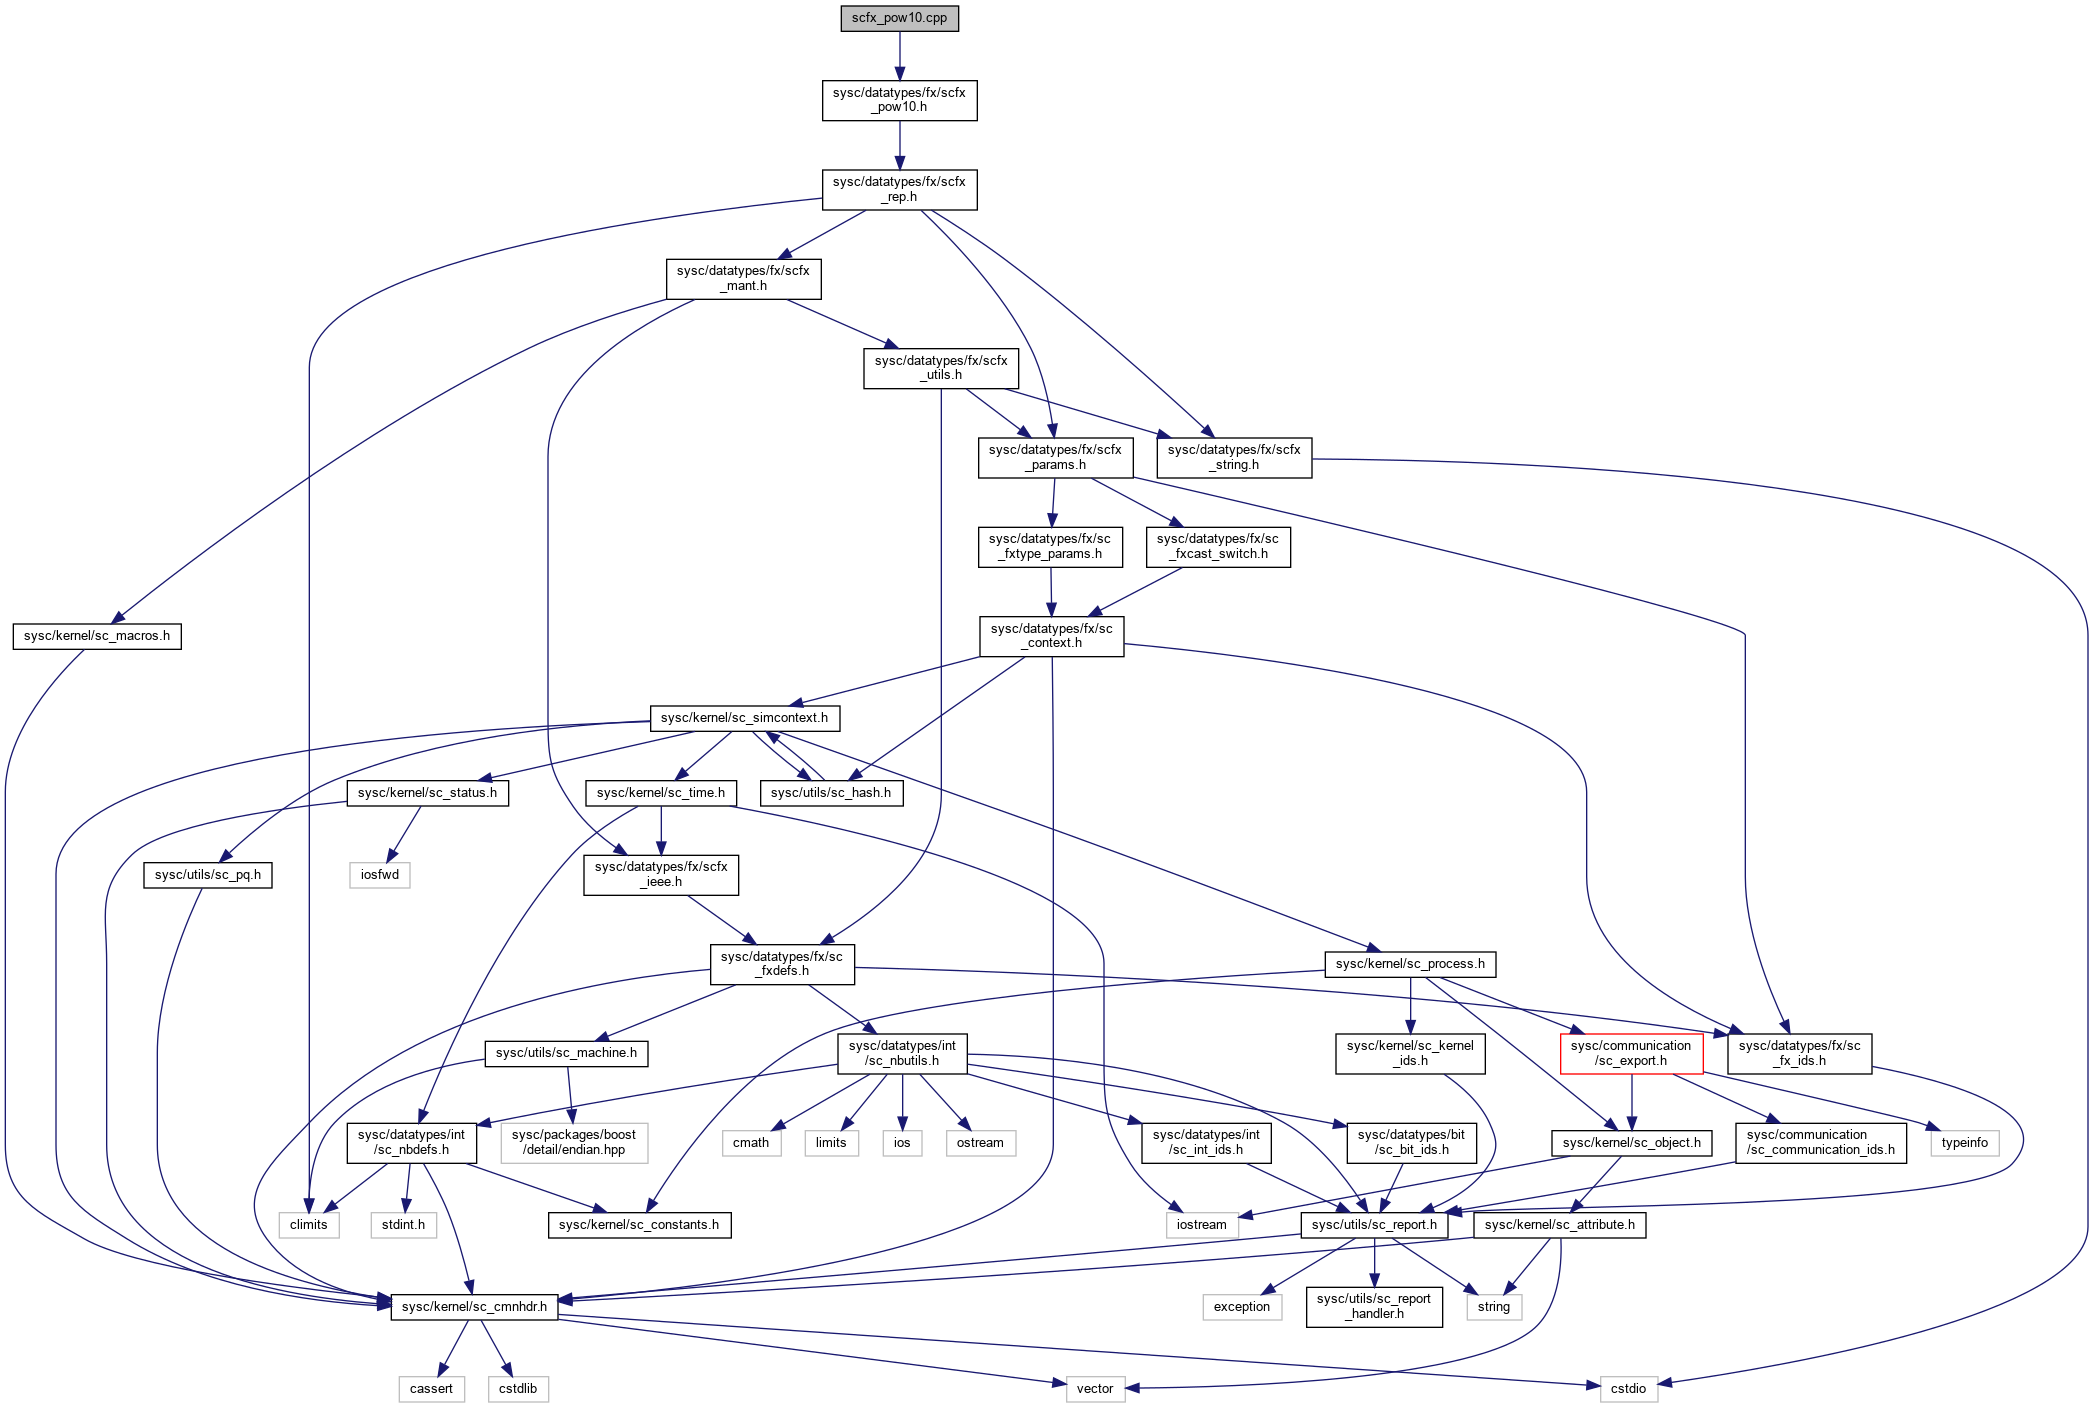 scfx_pow10.cpp
sysc/datatypes/fx/scfx
_pow10.h
sysc/datatypes/fx/scfx
_rep.h
sysc/datatypes/fx/scfx
_mant.h
sysc/datatypes/fx/scfx
_utils.h
sysc/datatypes/fx/scfx
_params.h
sysc/datatypes/fx/scfx
_string.h
sysc/datatypes/fx/sc
_fxtype_params.h
sysc/datatypes/fx/sc
_fxcast_switch.h
sysc/kernel/sc_macros.h
sysc/datatypes/fx/sc
_context.h
sysc/kernel/sc_simcontext.h
sysc/kernel/sc_status.h
sysc/kernel/sc_time.h
sysc/utils/sc_hash.h
sysc/utils/sc_pq.h
iosfwd
sysc/datatypes/fx/scfx
_ieee.h
sysc/datatypes/fx/sc
_fxdefs.h
sysc/kernel/sc_process.h
sysc/utils/sc_machine.h
sysc/datatypes/int
/sc_nbutils.h
sysc/kernel/sc_kernel
_ids.h
sysc/communication
/sc_export.h
sysc/datatypes/fx/sc
_fx_ids.h
sysc/datatypes/int
/sc_nbdefs.h
sysc/packages/boost
/detail/endian.hpp
cmath
limits
ios
ostream
sysc/datatypes/int
/sc_int_ids.h
sysc/datatypes/bit
/sc_bit_ids.h
sysc/kernel/sc_object.h
sysc/communication
/sc_communication_ids.h
typeinfo
climits
stdint.h
sysc/kernel/sc_constants.h
iostream
sysc/utils/sc_report.h
sysc/kernel/sc_attribute.h
sysc/kernel/sc_cmnhdr.h
exception
sysc/utils/sc_report
_handler.h
string
cassert
cstdlib
vector
cstdio